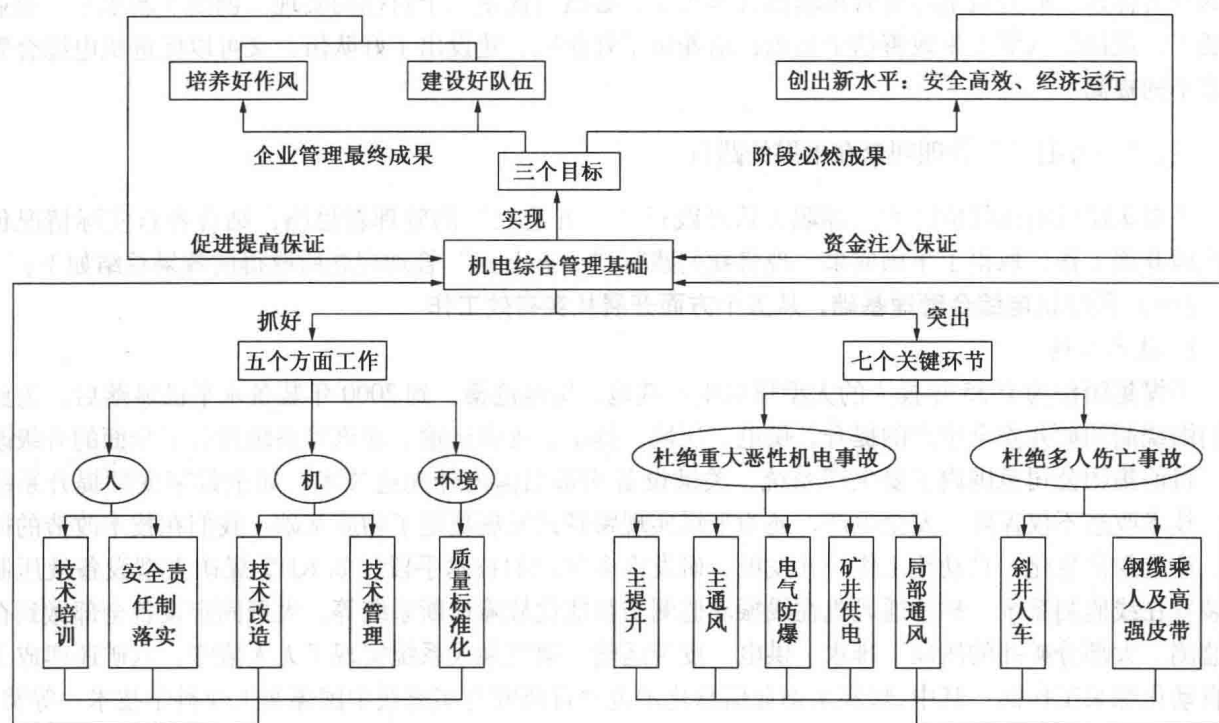 培养好作风
建设好队伍
创出新水平：安全高效、经济运行
企业管理最终成果
阶段必然成果
三个目标
实现
促进提高保证
资金注入保证
机电综合管理基础
抓好
突出
五个方面工作
七个关键环节
人
机
环境
杜绝重大恶性机电事故
杜绝多人伤亡事故
技术培训
安全责任制落实
技术改造
技术管理
质量标准化
主提升
主通风
电气防爆
矿井供电
局部通风
斜井人车
钢缆乘人及高强皮带